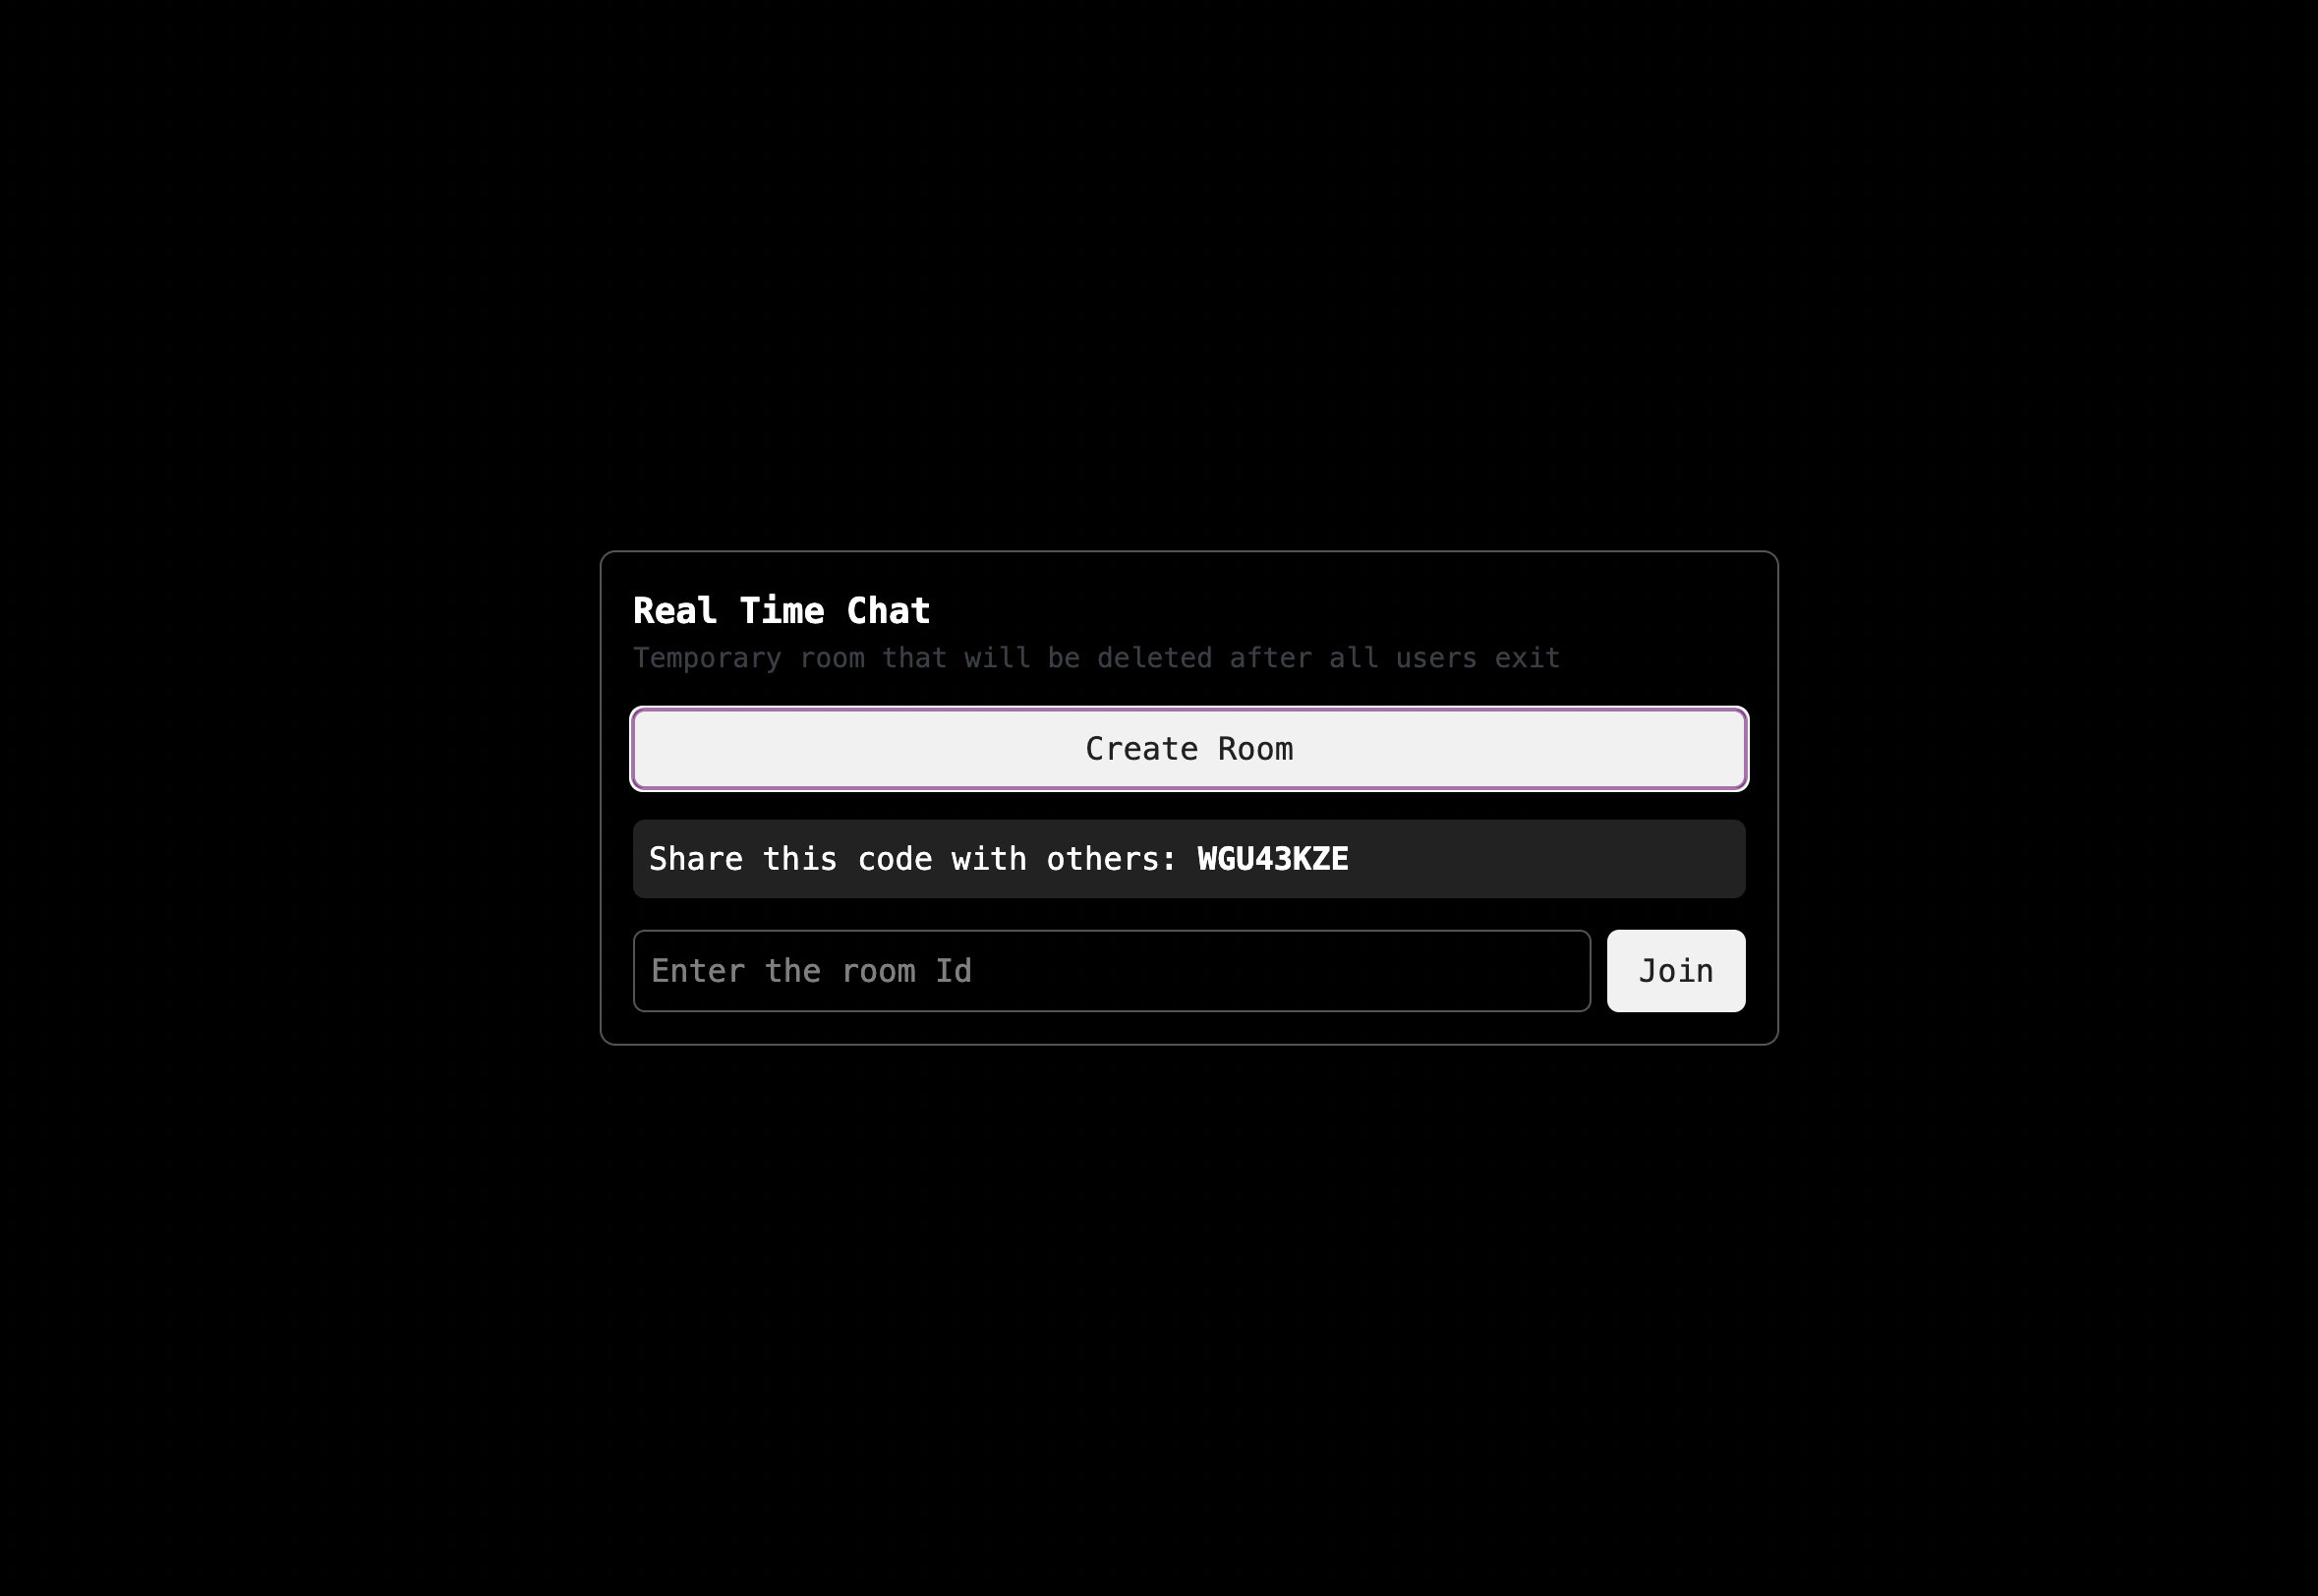 Real Time Chat
Temporary room that will be deleted after all users exit
Create Room
Share this code with others: WGU43KZE
Enter the room Id
Join